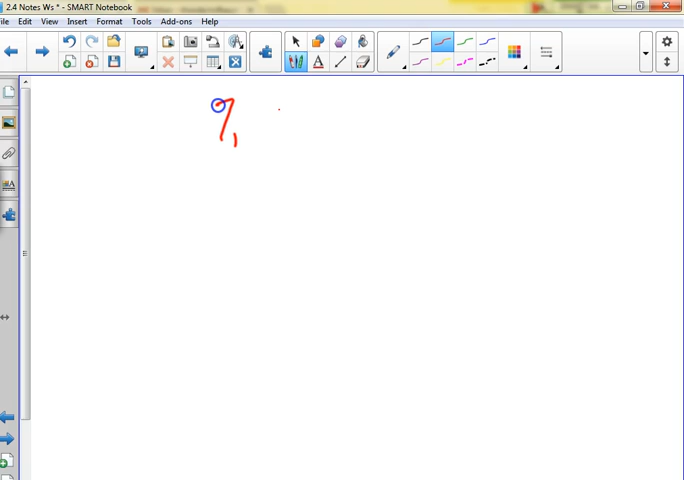 2.4 Notes Ws * - SMART Notebook
File Edit View Insert Format Tools Add-ons Help
7,